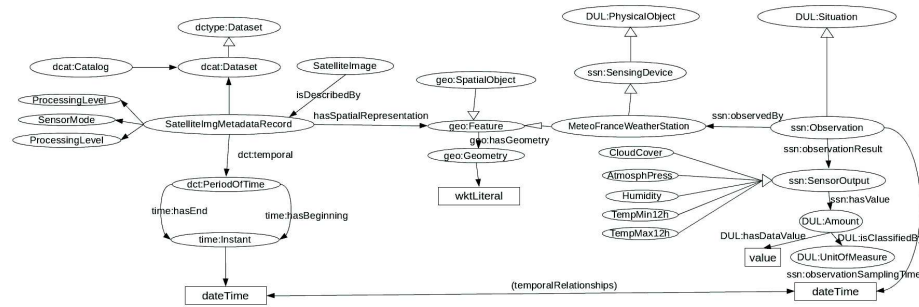 dctype:Dataset
DUL:PhysicalObject
DUL:Situation
dcat:Catalog
dcat:Dataset
SatelliteImage
geo:SpatialObject
ssn:SensingDevice
isDescribedBy
ProcessingLevel
SensorMode
ProcessingLevel
SatelliteImgMetadataRecord
hasSpatialRepresentation
geo:Feature
MeteoFranceWeatherStation
ssn:observedBy
ssn:Observation
geo:hasGeometry
ssn:observationResult
dct:temporal
geo:Geometry
CloudCover
AtmosphPress
Humidity
TempMin12h
TempMax12h
ssn:SensorOutput
dct:PeriodOfTime
wktLiteral
ssn:hasValue
time:hasEnd
time:hasBeginning
DUL:Amount
time:Instant
DUL:hasDataValue
DUL:isClassifiedBy
value
DUL:UnitOfMeasure
ssn:observationSamplingTime
dateTime
(temporalRelationships)
dateTime